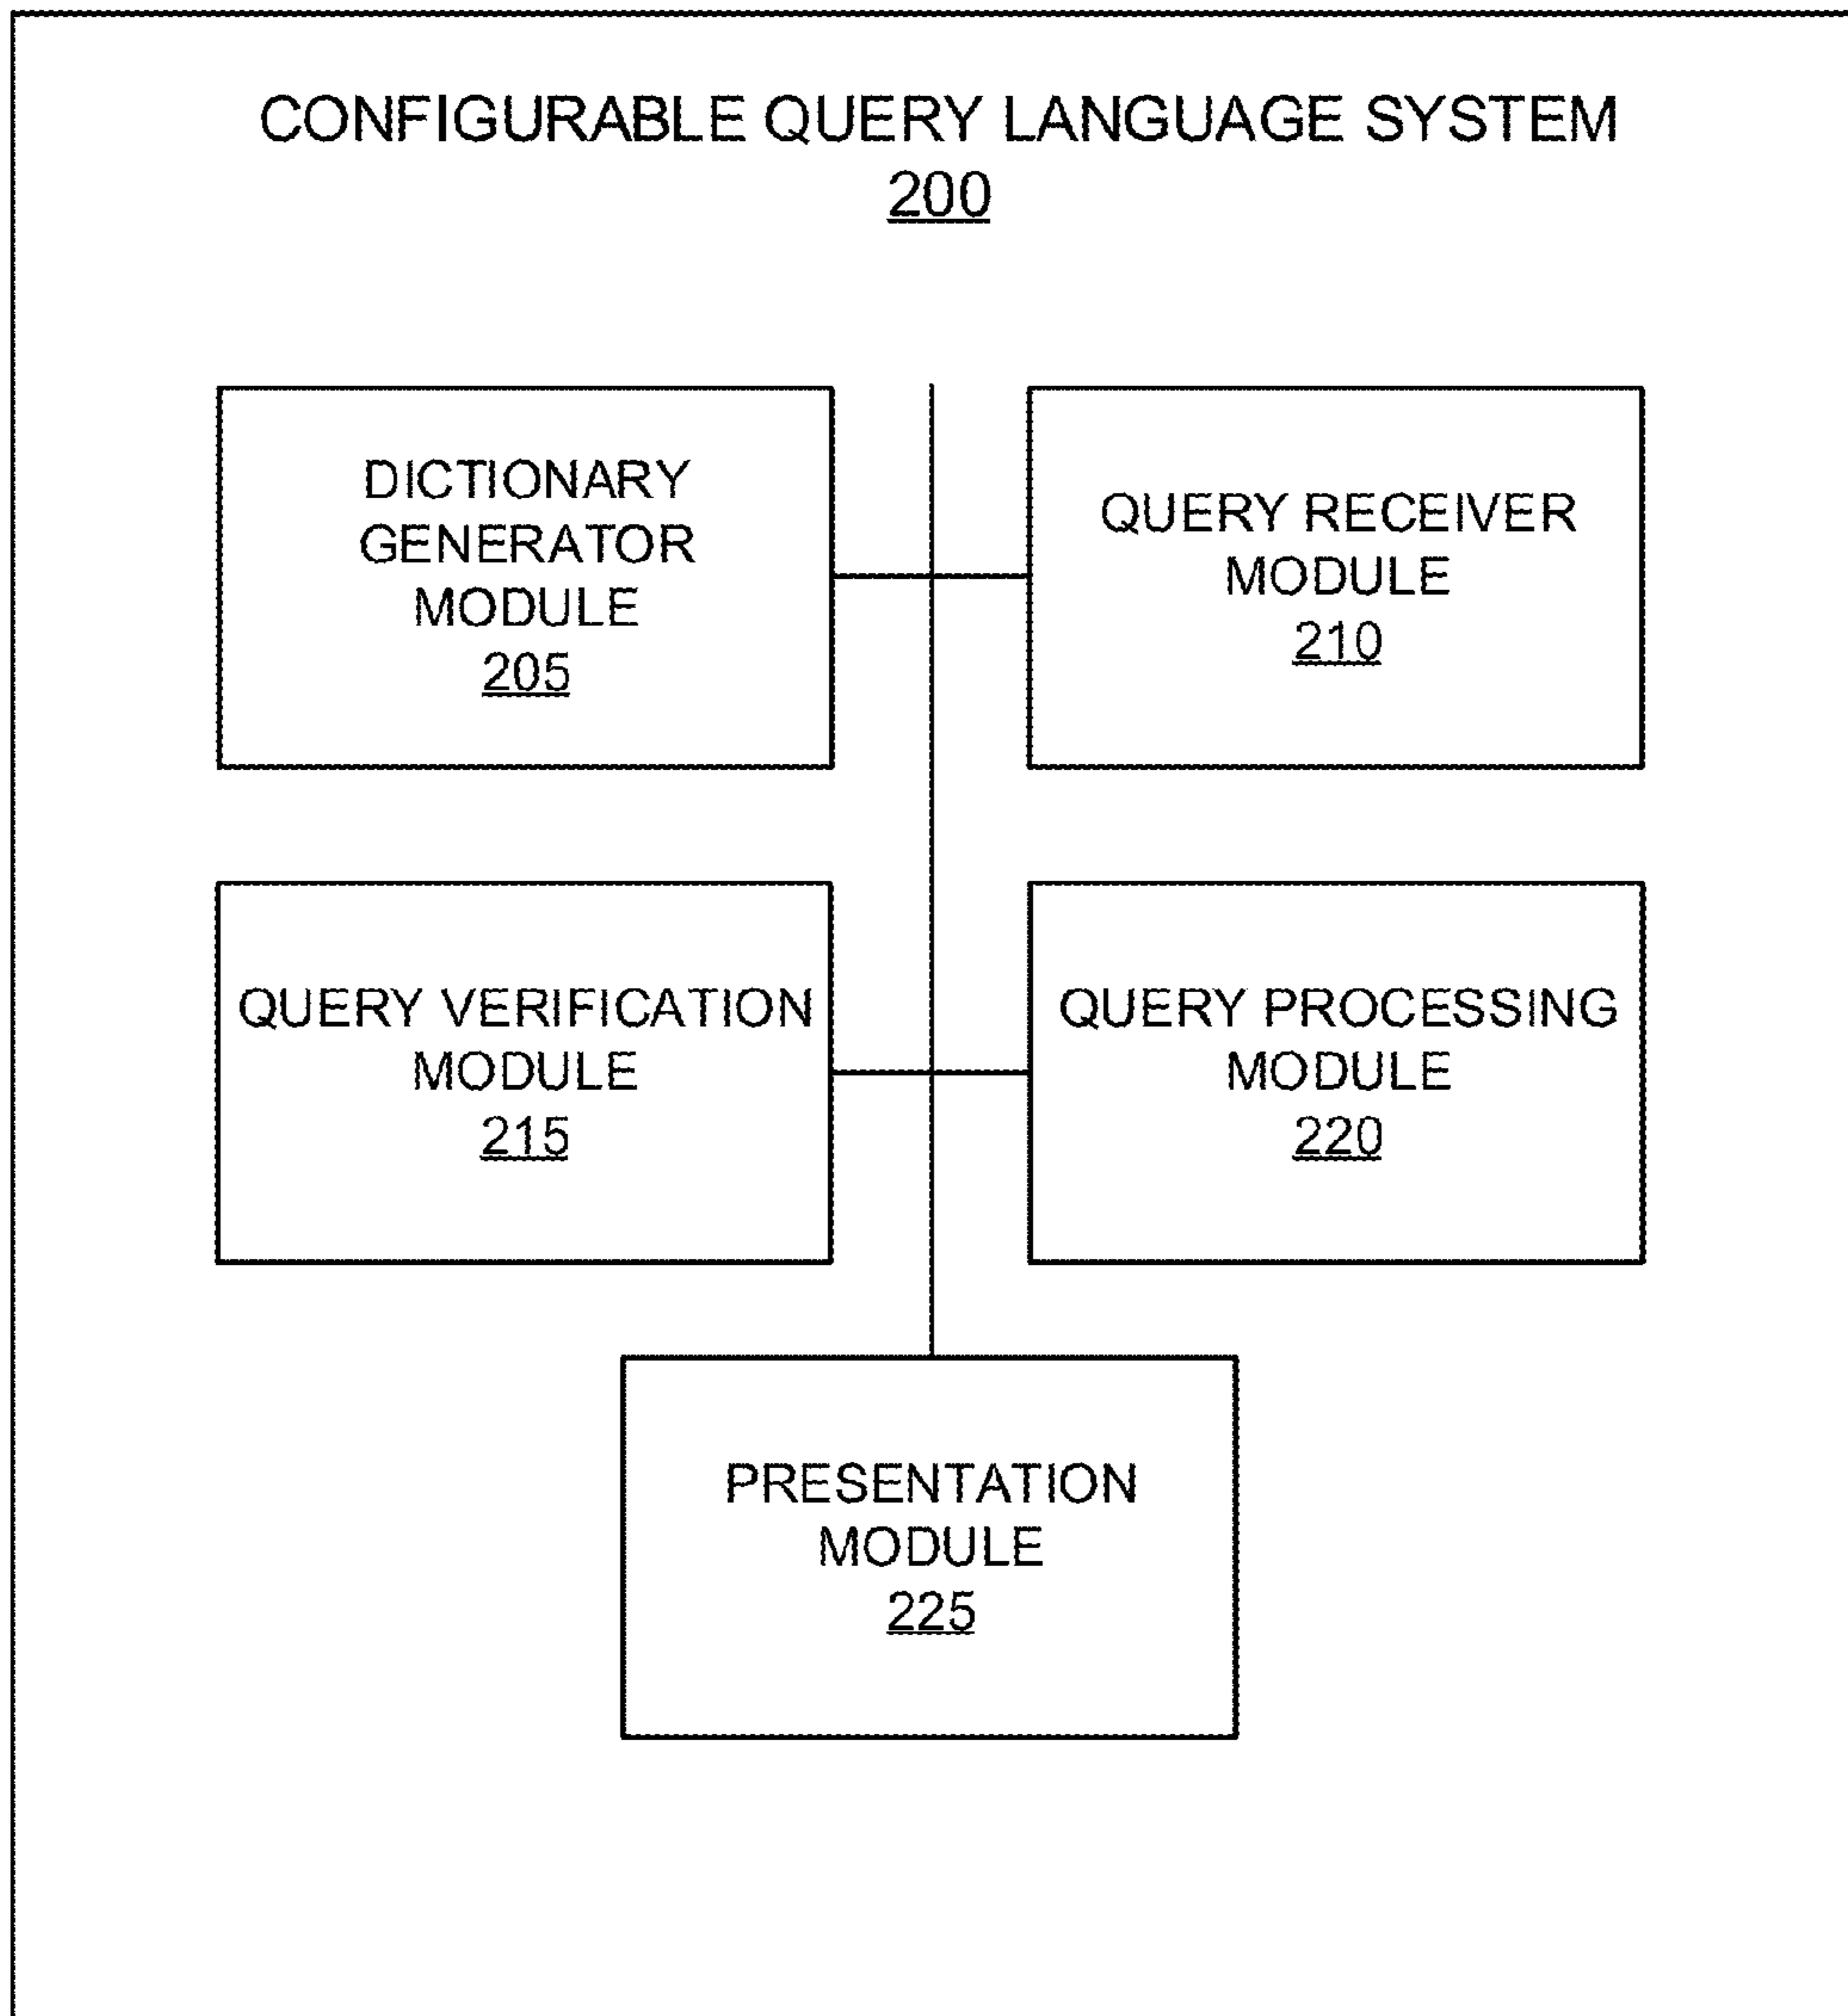 CONFIGURABLE QUERY LANGUAGE SYSTEM
200
DICTIONARY
GENERATOR
MODULE
205
QUERY RECEIVER
MODULE
210
QUERY VERIFICATION
MODULE
215
QUERY PROCESSING
MODULE
220
PRESENTATION
MODULE
225